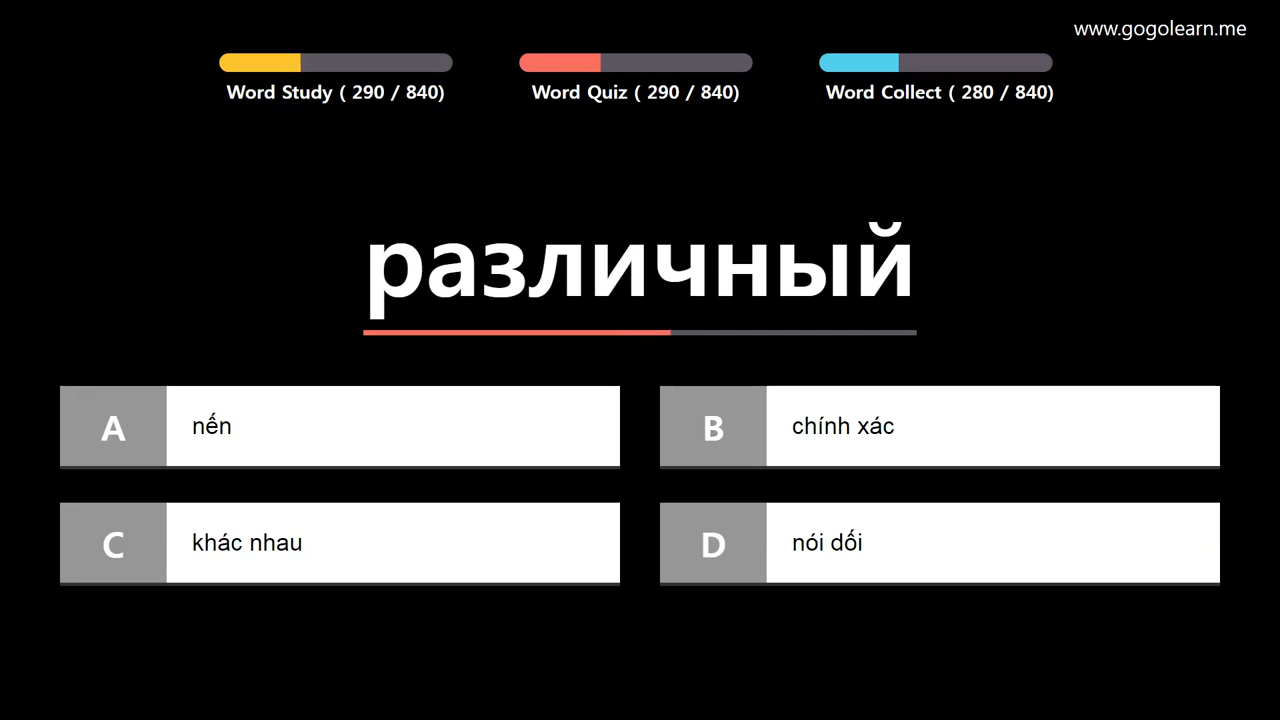 www.gogolearn.me
Word Study ( 290 / 840)
Word Quiz ( 290 / 840)
Word Collect ( 280 / 840)
различный
A nến
B chính xác
C khác nhau
D nói dối